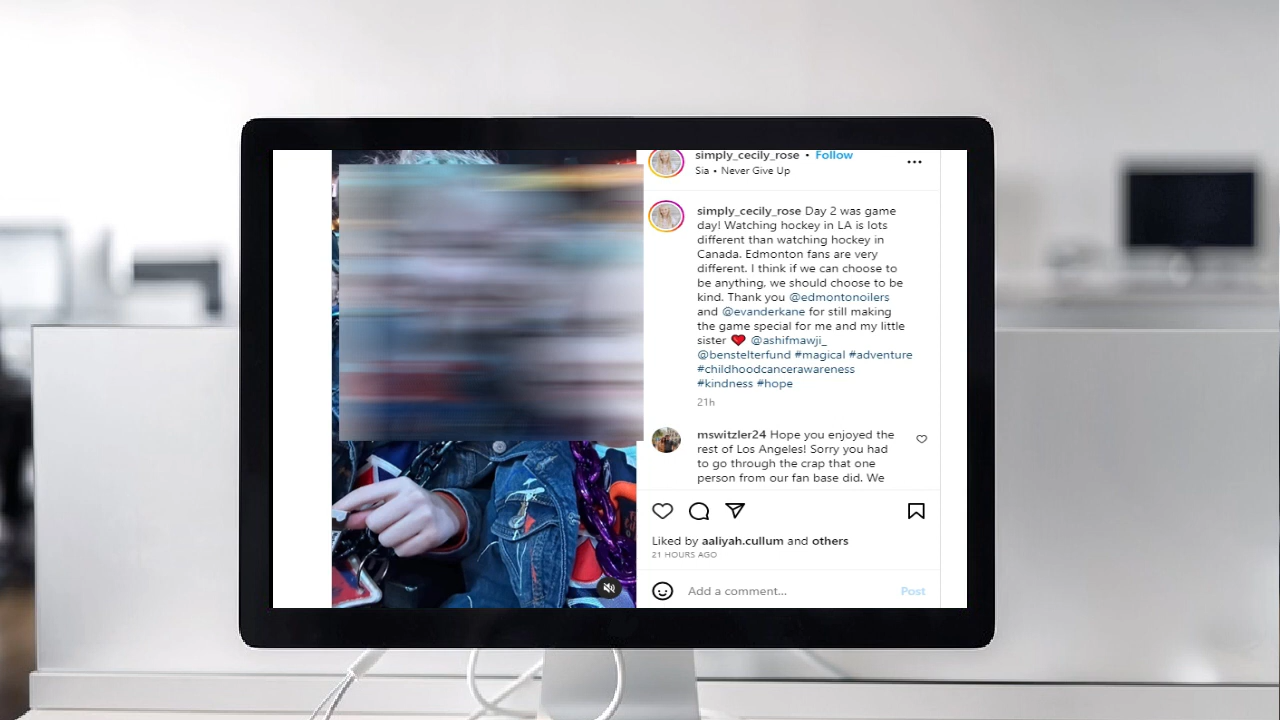 simply_cecily_rose • Follow
Sia • Never Give Up
simply_cecily_rose Day 2 was game
day! Watching hockey in LA is lots
different than watching hockey in
Canada. Edmonton fans are very
different. I think if we can choose to
be anything, we should choose to be
kind. Thank you @edmontonoilers
and @evanderkane for still making
the game special for me and my little
sister ❤️ @ashifmawji_
@benstelterfund #magical #adventure
#childhoodcancerawareness
#kindness #hope
21h
mswitzler24 Hope you enjoyed the
rest of Los Angeles! Sorry you had
to go through the crap that one
person from our fan base did. We
Liked by aaliyah.cullum and others
21 HOURS AGO
Add a comment... Post